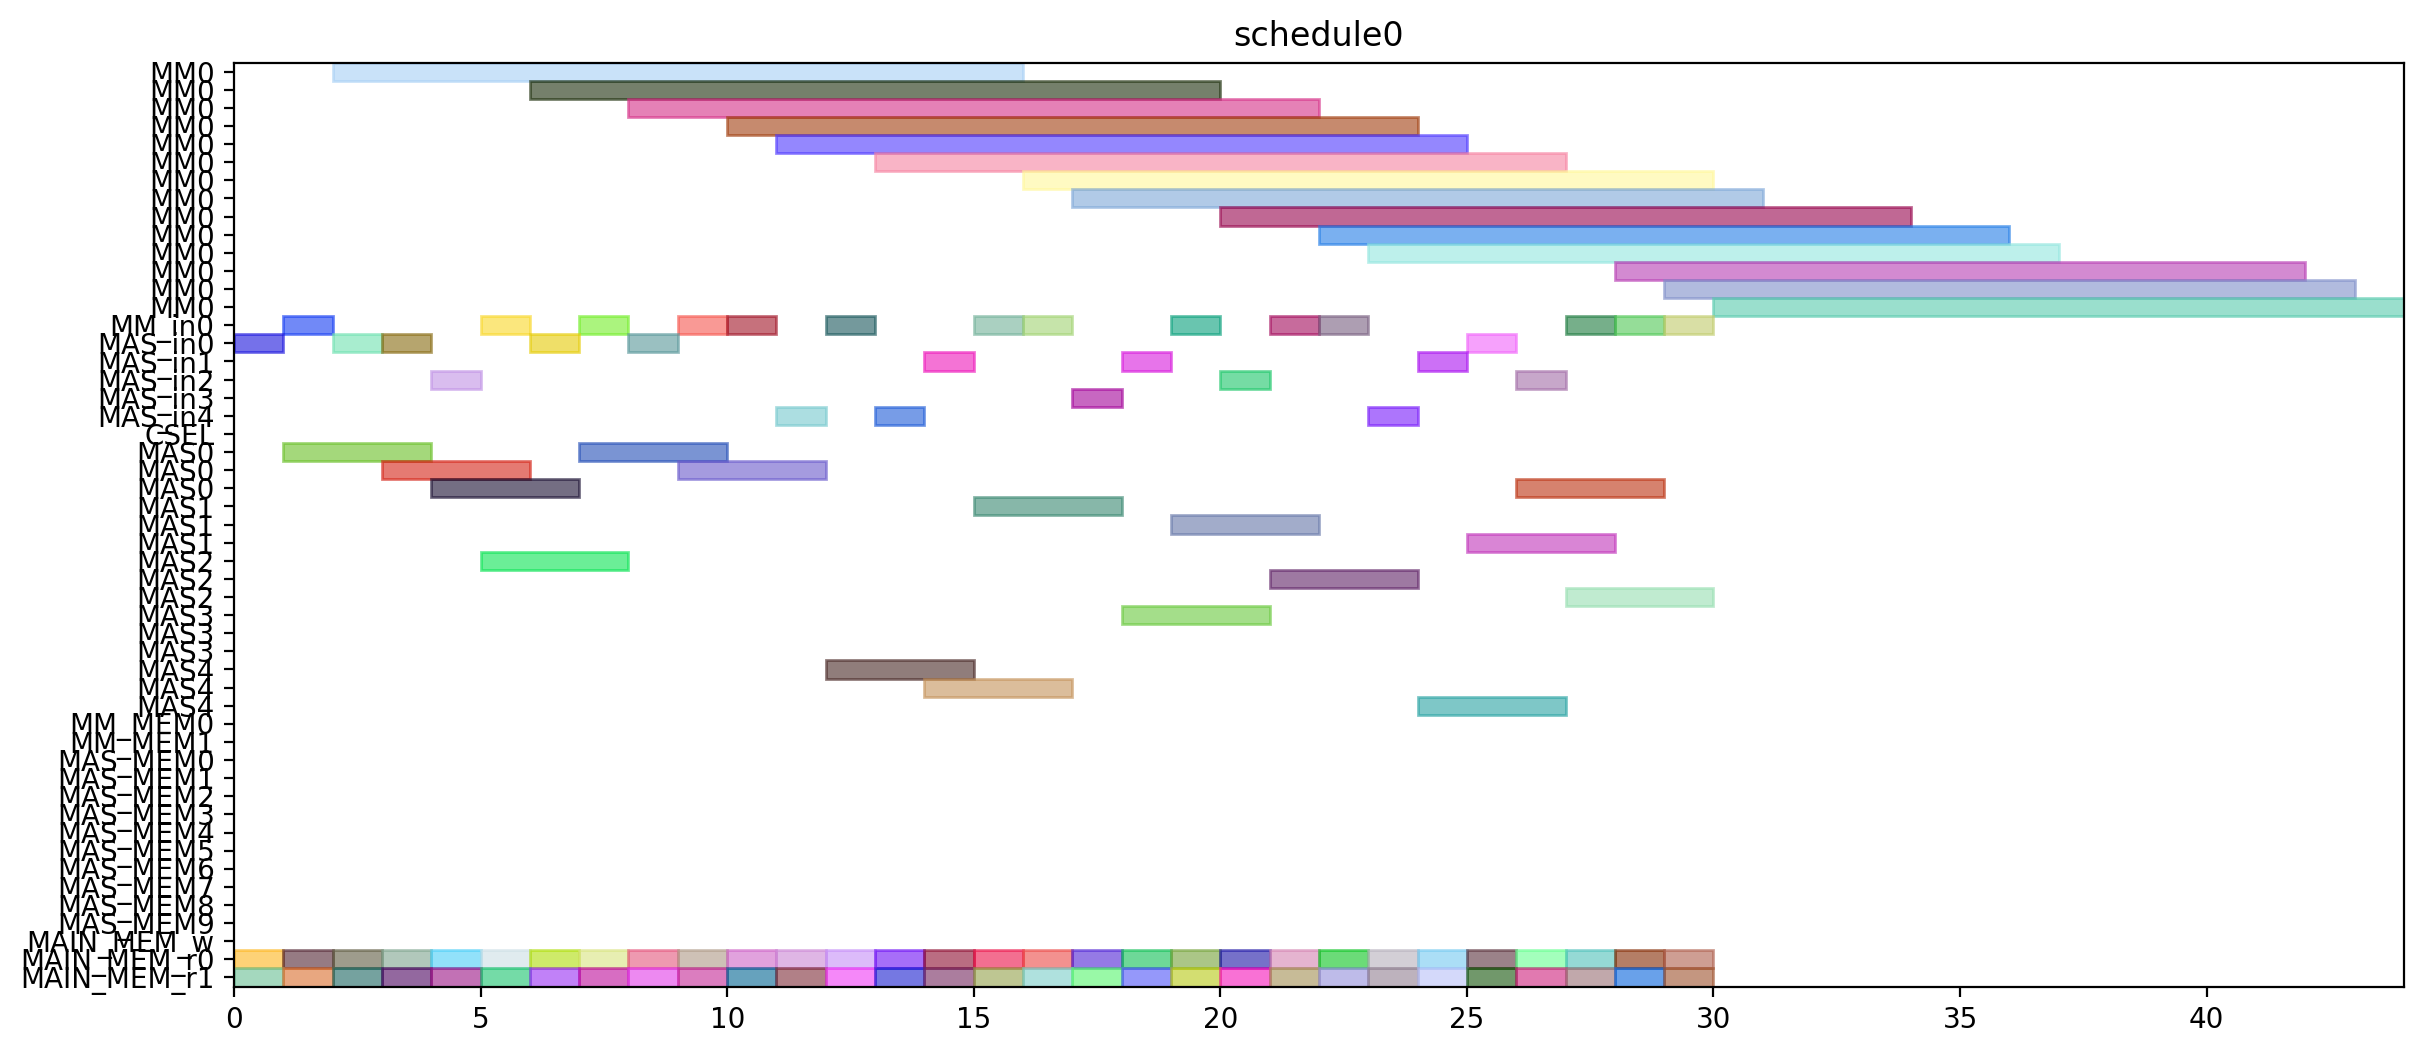 schedule0
MM0
MM0
MM0
MM0
MM0
MM0
MM0
MM0
MM0
MM0
MM0
MM0
MM0
MM0
MM_in0
MAS_in0
MAS_in1
MAS_in2
MAS_in3
MAS_in4
CSEL
MAS0
MAS0
MAS0
MAS1
MAS1
MAS1
MAS2
MAS2
MAS2
MAS3
MAS3
MAS3
MAS4
MAS4
MAS4
MM_MEM0
MM_MEM1
MAS_MEM0
MAS_MEM1
MAS_MEM2
MAS_MEM3
MAS_MEM4
MAS_MEM5
MAS_MEM6
MAS_MEM7
MAS_MEM8
MAS_MEM9
MAIN_MEM_w
MAIN_MEM_r0
MAIN_MEM_r1
0 5 10 15 20 25 30 35 40